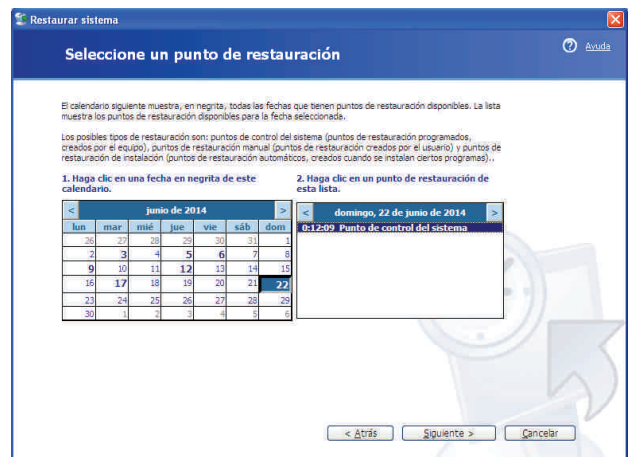 Restaurar sistema
Seleccione un punto de restauración
Ayuda
El calendario siguiente muestra, en negrita, todas las fechas que tienen puntos de restauración disponibles. La lista
muestra los puntos de restauración disponibles para la fecha seleccionada.
Los posibles tipos de restauración son: puntos de control del sistema (puntos de restauración programados,
creados por el equipo), puntos de restauración manual (puntos de restauración creados por el usuario) y puntos de
restauración de instalación (puntos de restauración automáticos, creados cuando se instalan ciertos programas)..
1. Haga clic en una fecha en negrita de este
calendario.
< junio de 2014 >
lun mar mié jue vie sáb dom
26 27 28 29 30 31 1
2 3 4 5 6 7 8
9 10 11 12 13 14 15
16 17 18 19 20 21 22
23 24 25 26 27 28 29
30 1 2 3 4 5 6
2. Haga clic en un punto de restauración de
esta lista.
< domingo, 22 de junio de 2014 >
0:12:09 Punto de control del sistema
< Atrás
Siguiente >
Cancelar